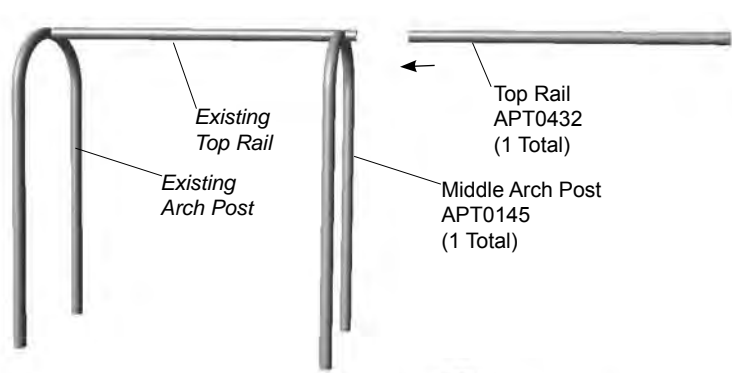 Existing
Top Rail
Existing
Arch Post
Top Rail
APT0432
(1 Total)
Middle Arch Post
APT0145
(1 Total)